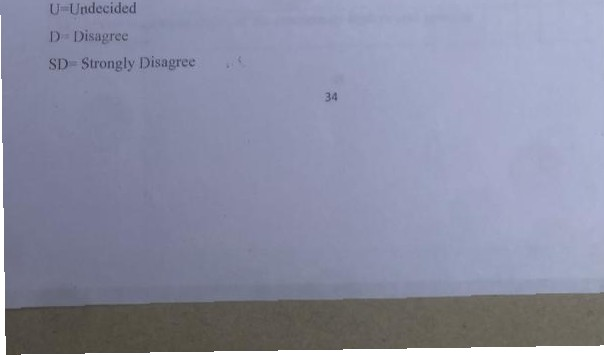 U=Undecided
D= Disagree
SD= Strongly Disagree
34